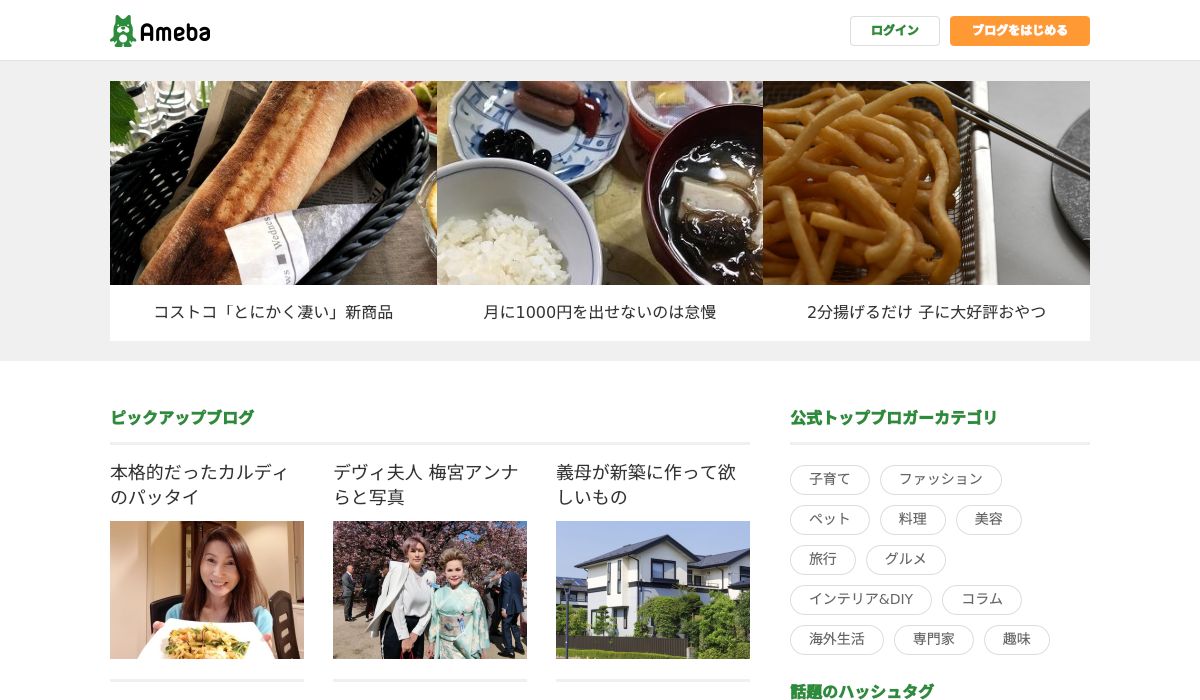 Ameba
ログイン
ブログをはじめる
Wednes
コストコ「とにかく凄い」新商品
月に1000円を出せないのは怠慢
2分揚げるだけ 子に大好評おやつ
ピックアップブログ
本格的だったカルディ
のパッタイ
デヴィ夫人 梅宮アンナ
らと写真
義母が新築に作って欲
しいもの
公式トップブロガーカテゴリ
子育て
ファッション
ペット
料理
美容
旅行
グルメ
インテリア&DIY
コラム
海外生活
専門家
趣味
話題のハッシュタグ